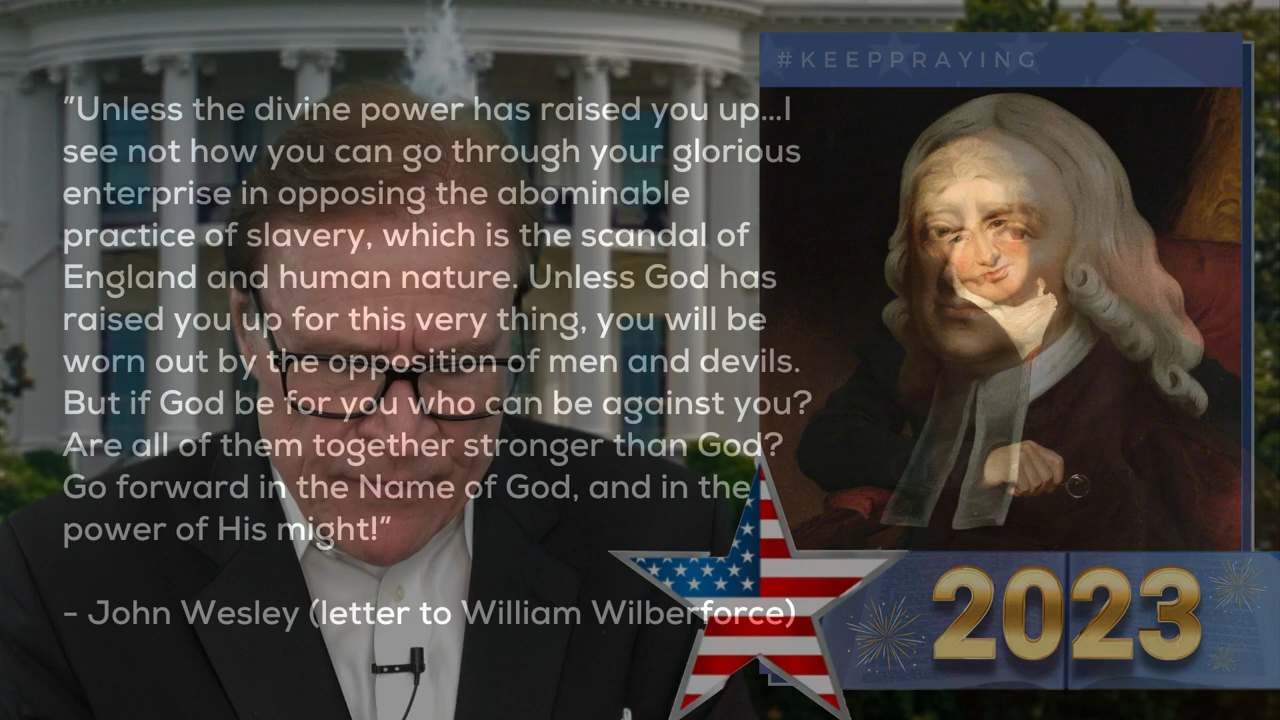 #KEEPPRAYING
"Unless the divine power has raised you up...I
see not how you can go through your glorious
enterprise in opposing the abominable
practice of slavery, which is the scandal of
England and human nature. Unless God has
raised you up for this very thing, you will be
worn out by the opposition of men and devils.
But if God be for you who can be against you?
Are all of them together stronger than God?
Go forward in the Name of God, and in the
power of His might!"
- John Wesley (letter to William Wilberforce)
2023